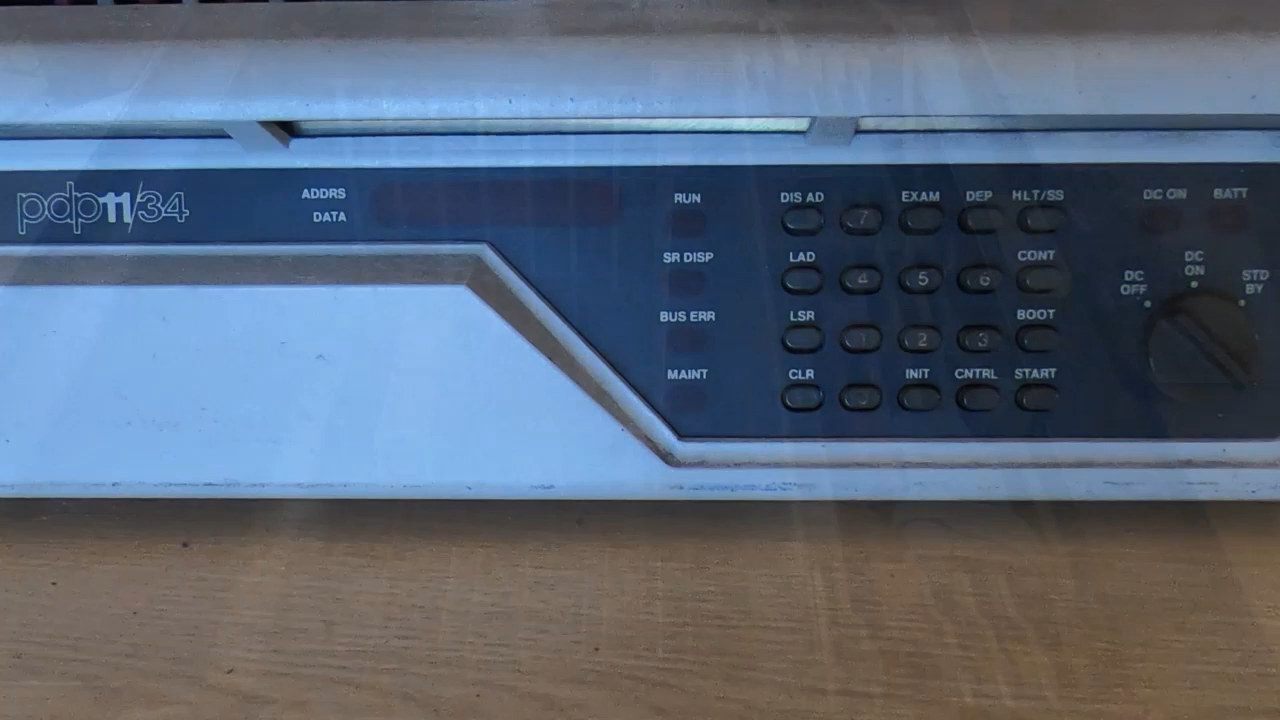 pdp11/34
ADDRS
DATA
RUN
SR DISP
BUS ERR
MAINT
DIS AD EXAM DEP HLT/SS
7
LAD CONT
4 5 6
LSR BOOT
1 2 3
CLR INIT CNTRL START
0
DC ON BATT
DC OFF
DC ON
STD BY